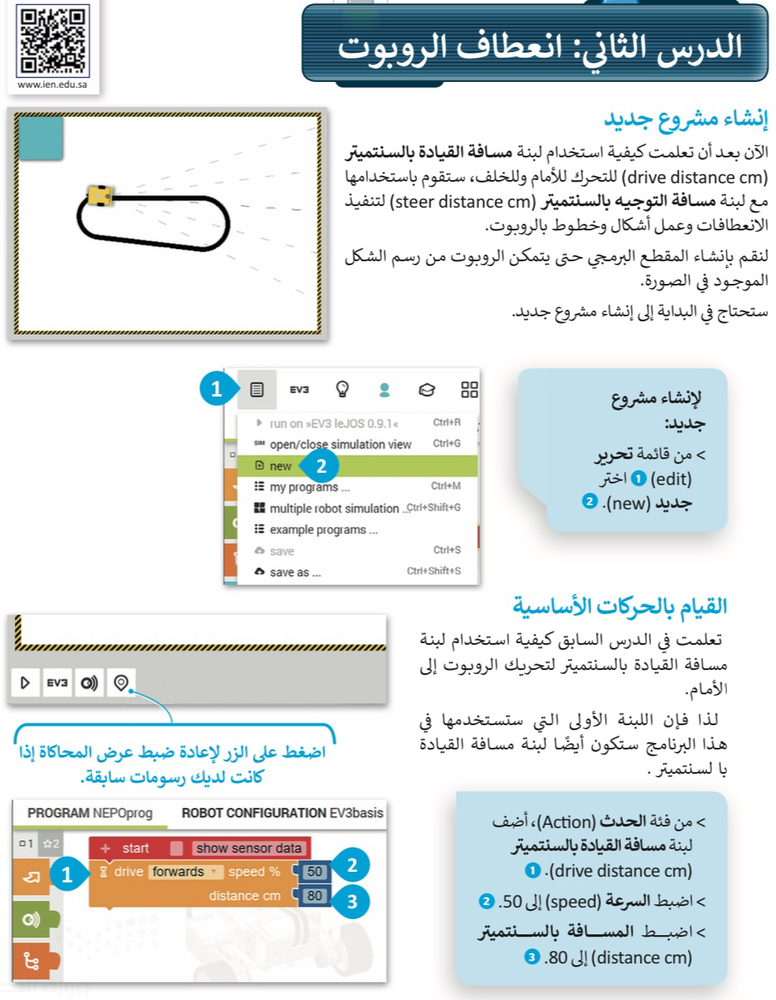 الدرس الثاني: انعطاف الروبوت
www.ien.edu.sa
إنشاء مشروع جديد
الآن بعد أن تعلمت كيفية استخدام لبنة مسافة القيادة بالسنتميتر
(drive distance cm) للتحرك للأمام وللخلف، ستقوم باستخدامها
مع لبنة مسافة التوجيه بالسنتميتر (steer distance cm) لتنفيذ
الانعطافات وعمل أشكال وخطوط بالروبوت.
لنقم بإنشاء المقطع البرمجي حتى يتمكن الروبوت من رسم الشكل
الموجود في الصورة.
ستحتاج في البداية إلى إنشاء مشروع جديد.
لإنشاء مشروع
جديد:
> من قائمة تحرير
(edit) 1 اختر
جديد (new). 2
1
EV3
run on »EV3 leJOS 0.9.1« Ctrl+R
SIM open/close simulation view Ctrl+G
new 2
my programs ... Ctrl+M
multiple robot simulation ... Ctrl+Shift+G
example programs ...
save Ctrl+S
save as ... Ctrl+Shift+S
القيام بالحركات الأساسية
تعلمت في الدرس السابق كيفية استخدام لبنة
مسافة القيادة بالسنتميتر لتحريك الروبوت إلى
الأمام.
لذا فإن اللبنة الأولى التي ستستخدمها في
هذا البرنامج ستكون أيضًا لبنة مسافة القيادة
با لسنتميتر .
EV3
اضغط على الزر لإعادة ضبط عرض المحاكاة إذا
كانت لديك رسومات سابقة.
> من فئة الحدث (Action)، أضف
لبنة مسافة القيادة بالسنتميتر
(drive distance cm). 1
> اضبط السرعة (speed) إلى 50. 2
> اضبط المسافة بالسنتميتر
(distance cm) إلى 80. 3
PROGRAM NEPOprog ROBOT CONFIGURATION EV3basis
1 2
+ start show sensor data
1 drive forwards speed % 50 2
distance cm 80 3